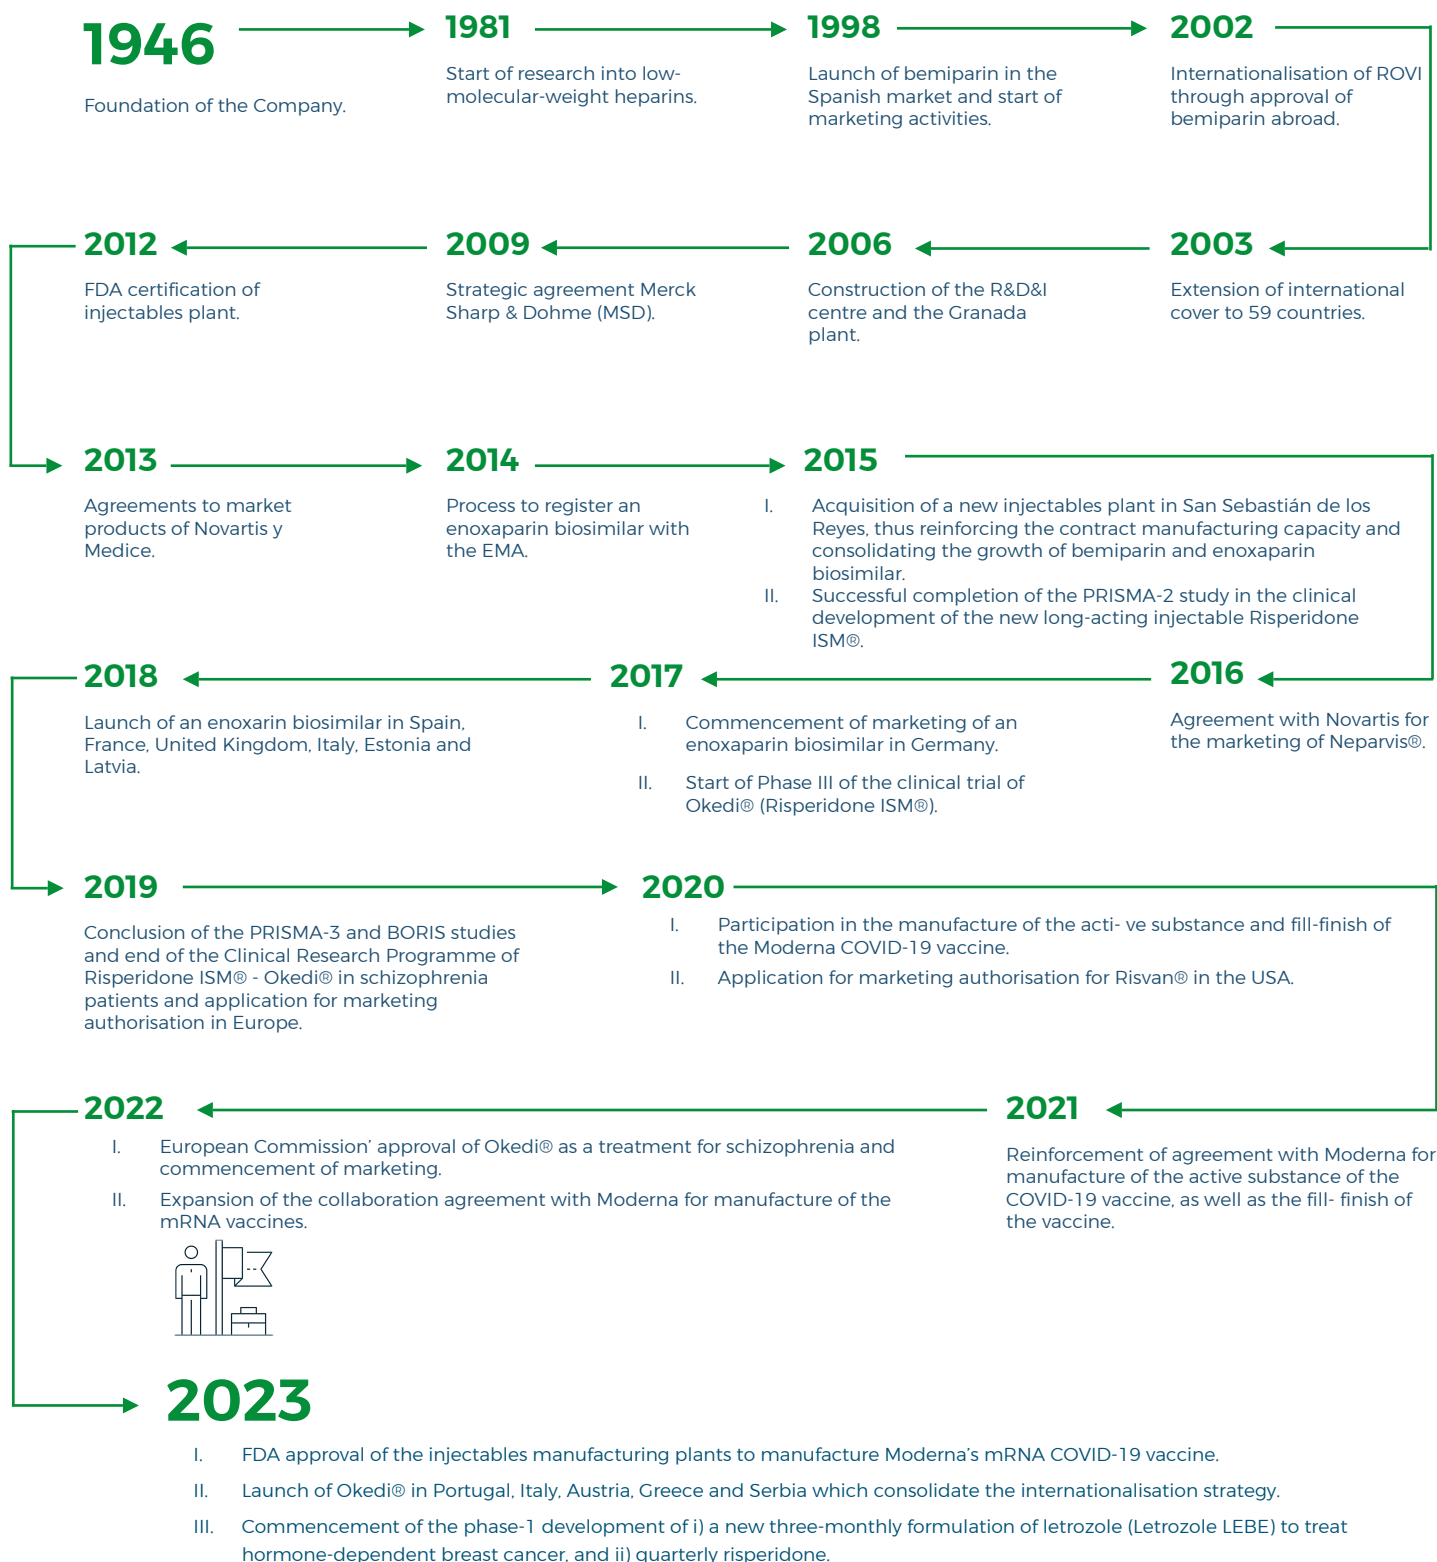 1946
Foundation of the Company.
1981
Start of research into low-
molecular-weight heparins.
1998
Launch of bemiparin in the
Spanish market and start of
marketing activities.
2002
Internationalisation of ROVI
through approval of
bemiparin abroad.
2003
Extension of international
cover to 59 countries.
2006
Construction of the R&D&I
centre and the Granada
plant.
2009
Strategic agreement Merck
Sharp & Dohme (MSD).
2012
FDA certification of
injectables plant.
2013
Agreements to market
products of Novartis y
Medice.
2014
Process to register an
enoxaparin biosimilar with
the EMA.
2015
I. Acquisition of a new injectables plant in San Sebastián de los
Reyes, thus reinforcing the contract manufacturing capacity and
consolidating the growth of bemiparin and enoxaparin
biosimilar.
II. Successful completion of the PRISMA-2 study in the clinical
development of the new long-acting injectable Risperidone
ISM®.
2016
Agreement with Novartis for
the marketing of Neparvis®.
2017
I. Commencement of marketing of an
enoxaparin biosimilar in Germany.
II. Start of Phase III of the clinical trial of
Okedi® (Risperidone ISM®).
2018
Launch of an enoxarin biosimilar in Spain,
France, United Kingdom, Italy, Estonia and
Latvia.
2019
Conclusion of the PRISMA-3 and BORIS studies
and end of the Clinical Research Programme of
Risperidone ISM® - Okedi® in schizophrenia
patients and application for marketing
authorisation in Europe.
2020
I. Participation in the manufacture of the acti- ve substance and fill-finish of
the Moderna COVID-19 vaccine.
II. Application for marketing authorisation for Risvan® in the USA.
2021
Reinforcement of agreement with Moderna for
manufacture of the active substance of the
COVID-19 vaccine, as well as the fill- finish of
the vaccine.
2022
I. European Commission’ approval of Okedi® as a treatment for schizophrenia and
commencement of marketing.
II. Expansion of the collaboration agreement with Moderna for manufacture of the
mRNA vaccines.
2023
I. FDA approval of the injectables manufacturing plants to manufacture Moderna’s mRNA COVID-19 vaccine.
II. Launch of Okedi® in Portugal, Italy, Austria, Greece and Serbia which consolidate the internationalisation strategy.
III. Commencement of the phase-1 development of i) a new three-monthly formulation of letrozole (Letrozole LEBE) to treat
hormone-dependent breast cancer, and ii) quarterly risperidone.